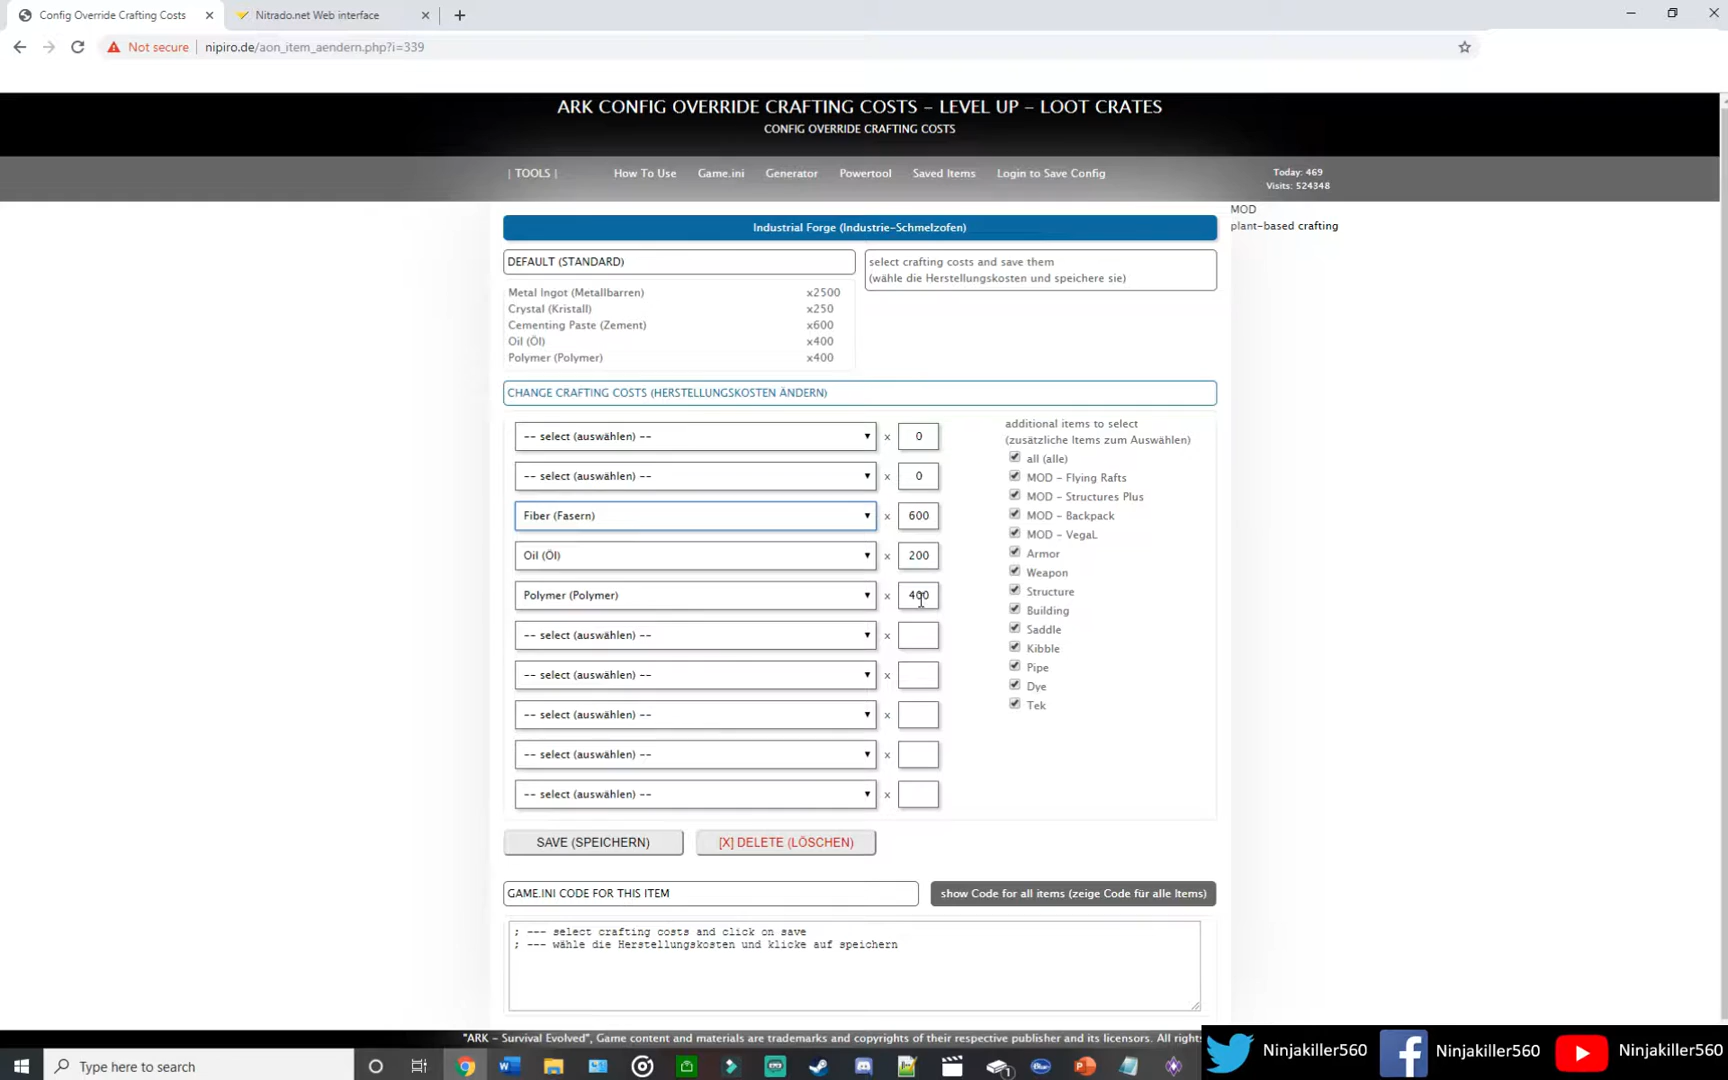 Config Override Crafting Costs
Nitrado.net Web interface
Not secure
nipiro.de/aon_item_aendern.php?i=339
ARK CONFIG OVERRIDE CRAFTING COSTS - LEVEL UP - LOOT CRATES
CONFIG OVERRIDE CRAFTING COSTS
| TOOLS | How To Use Game.ini Generator Powertool Saved Items Login to Save Config
Today: 469
Visits: 524348
MOD
plant-based crafting
Industrial Forge (Industrie-Schmelzofen)
DEFAULT (STANDARD)
select crafting costs and save them
(wähle die Herstellungskosten und speichere sie)
Metal Ingot (Metallbarren) x2500
Crystal (Kristall) x250
Cementing Paste (Zement) x600
Oil (Öl) x400
Polymer (Polymer) x400
CHANGE CRAFTING COSTS (HERSTELLUNGSKOSTEN ÄNDERN)
-- select (auswählen) -- x 0
-- select (auswählen) -- x 0
Fiber (Fasern) x 600
Oil (Öl) x 200
Polymer (Polymer) x 400
-- select (auswählen) -- x
-- select (auswählen) -- x
-- select (auswählen) -- x
-- select (auswählen) -- x
-- select (auswählen) -- x
additional items to select
(zusätzliche Items zum Auswählen)
all (alle)
MOD - Flying Rafts
MOD - Structures Plus
MOD - Backpack
MOD - VegaL
Armor
Weapon
Structure
Building
Saddle
Kibble
Pipe
Dye
Tek
SAVE (SPEICHERN)
[X] DELETE (LÖSCHEN)
GAME.INI CODE FOR THIS ITEM
show Code for all items (zeige Code für alle Items)
; --- select crafting costs and click on save
; --- wähle die Herstellungskosten und klicke auf speichern
"ARK - Survival Evolved", Game content and materials are trademarks and copyrights of their respective publisher and its licensors. All rights
Type here to search
Ninjakiller560
Ninjakiller560
Ninjakiller560